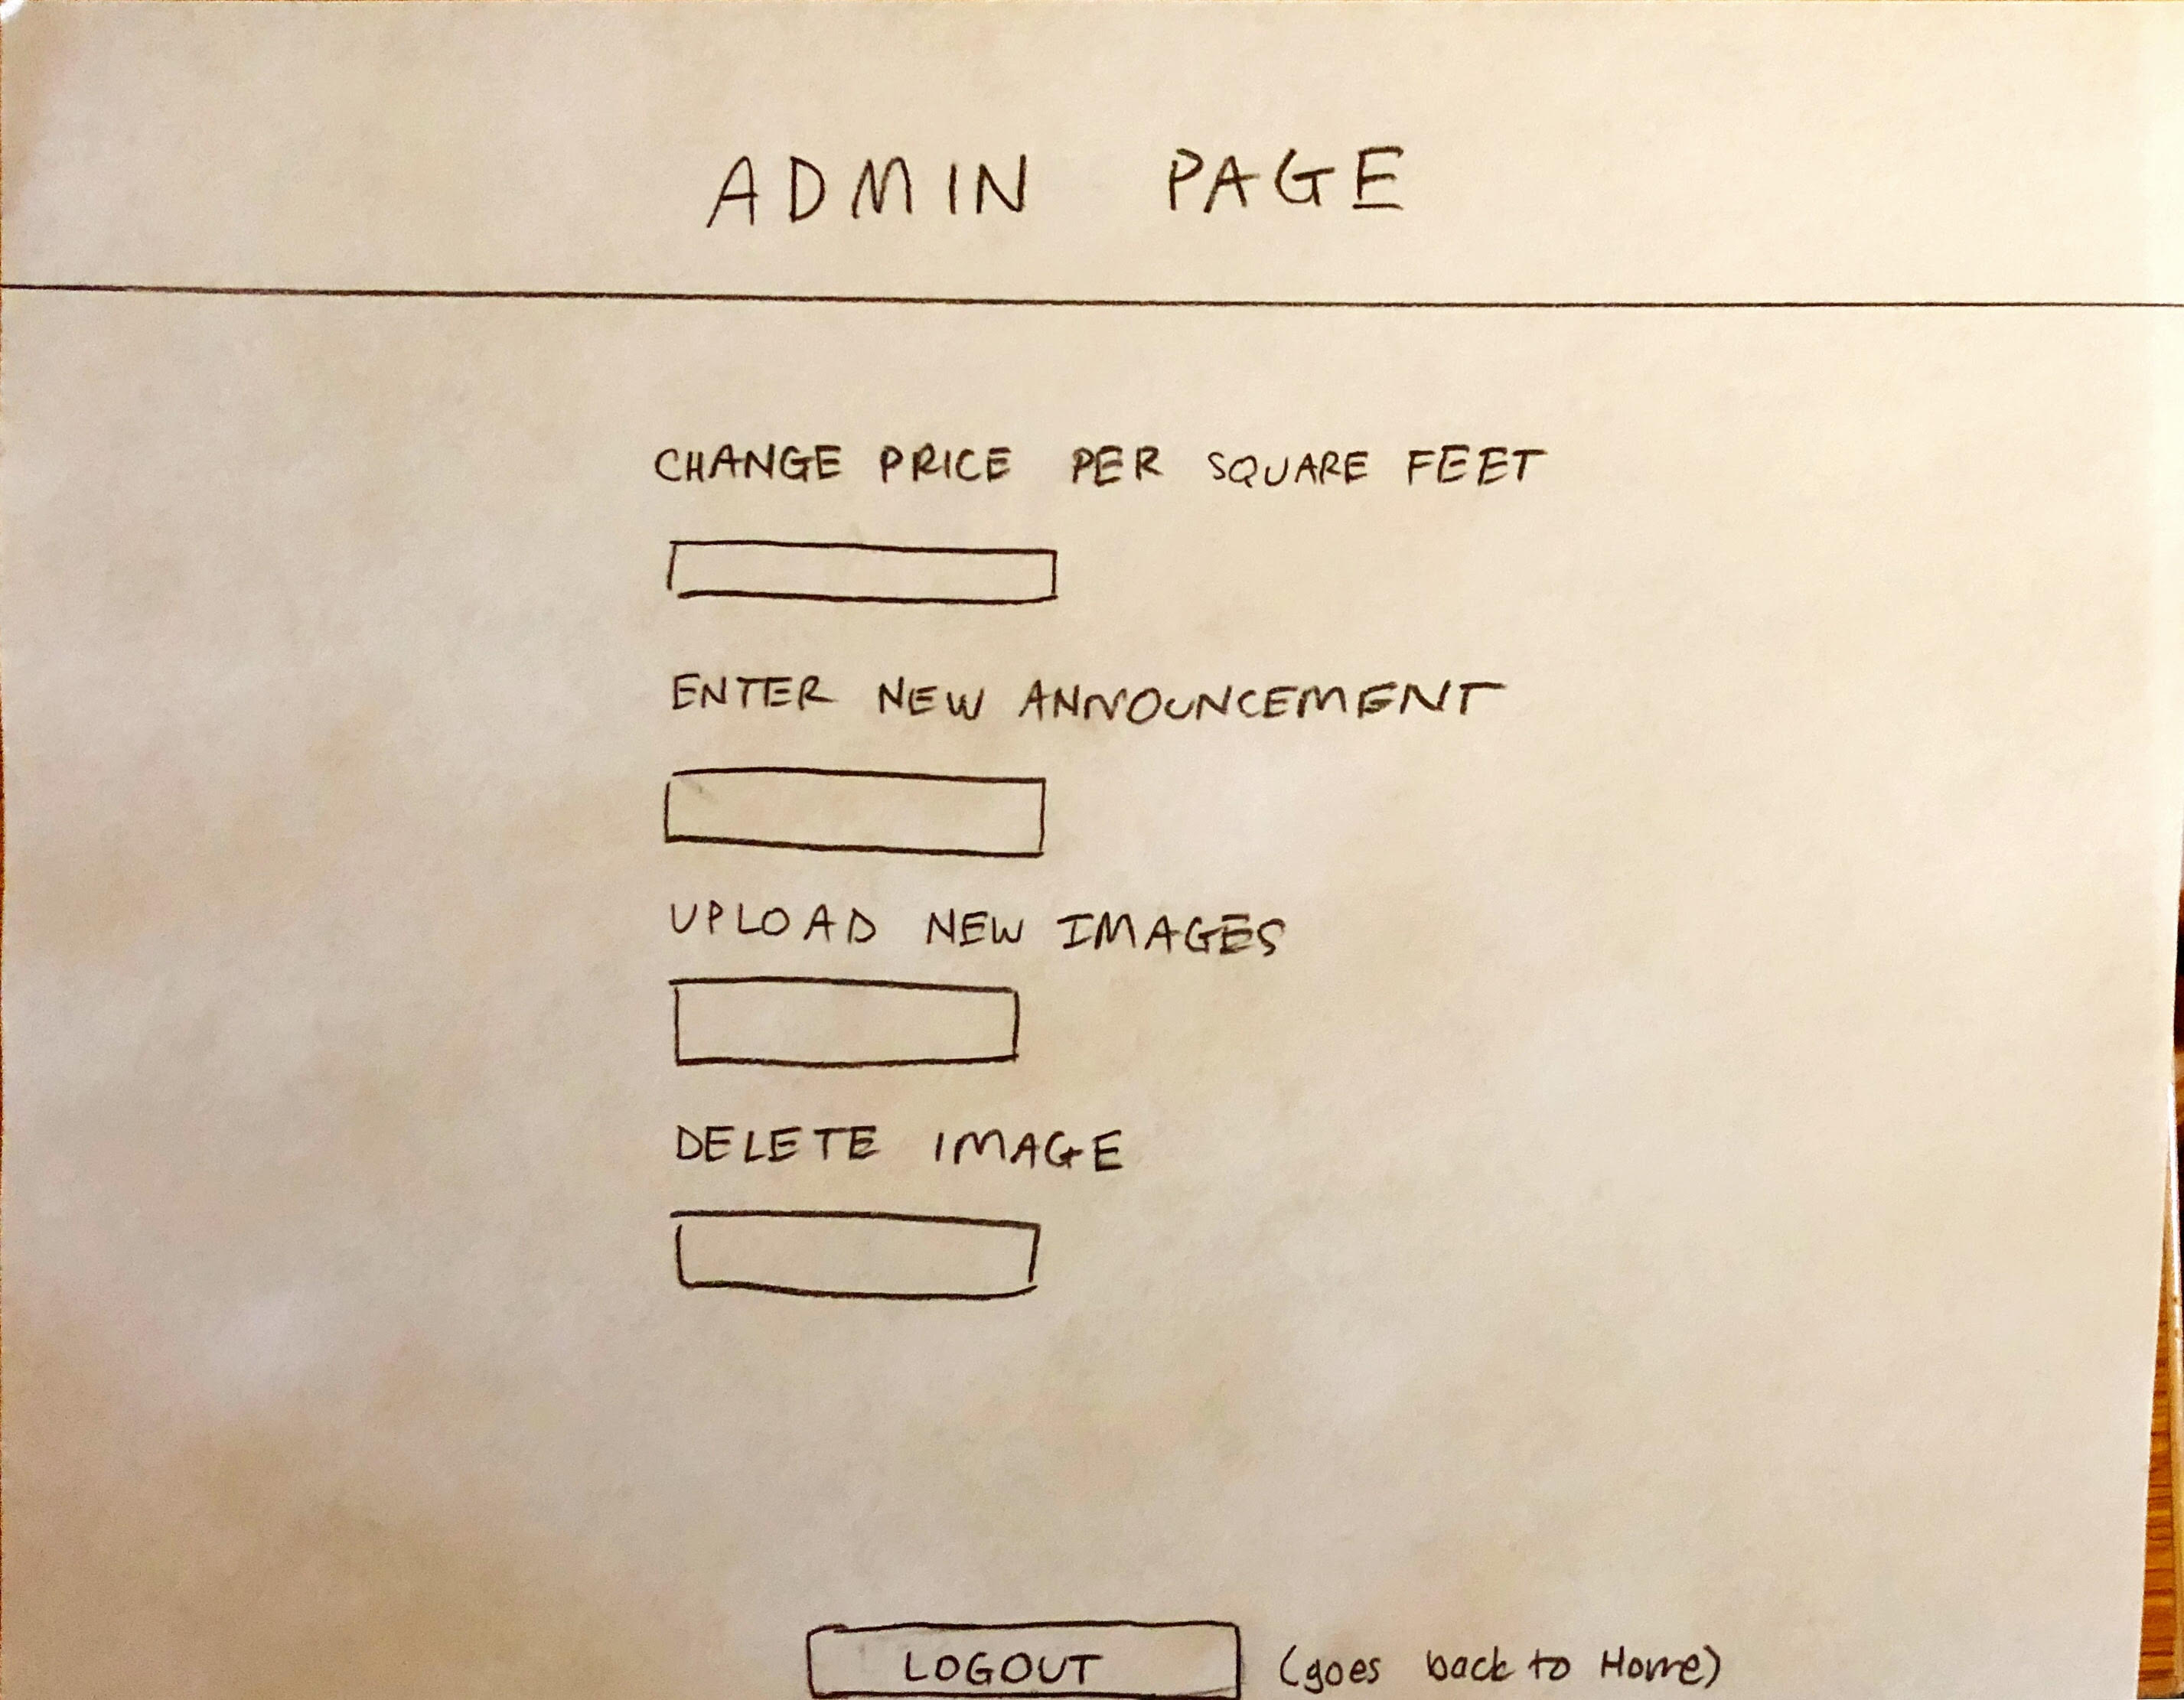 ADMIN PAGE
CHANGE PRICE PER SQUARE FEET
ENTER NEW ANNOUNCEMENT
UPLOAD NEW IMAGES
DELETE IMAGE
LOGOUT (goes back to Home)